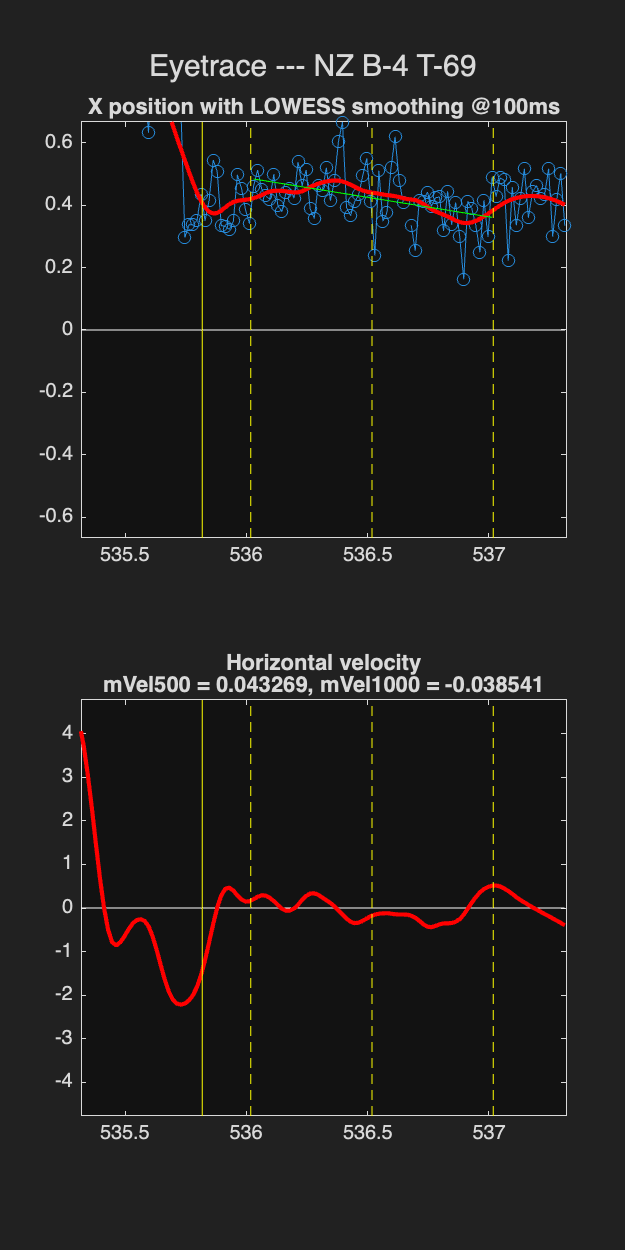 Eyetrace --- NZ B-4 T-69
X position with LOWESS smoothing @100ms
0.6
0.4
0.2
0
-0.2
-0.4
-0.6
535.5 536 536.5 537
Horizontal velocity
mVel500 = 0.043269, mVel1000 = -0.038541
4
3
2
1
0
-1
-2
-3
-4
535.5 536 536.5 537